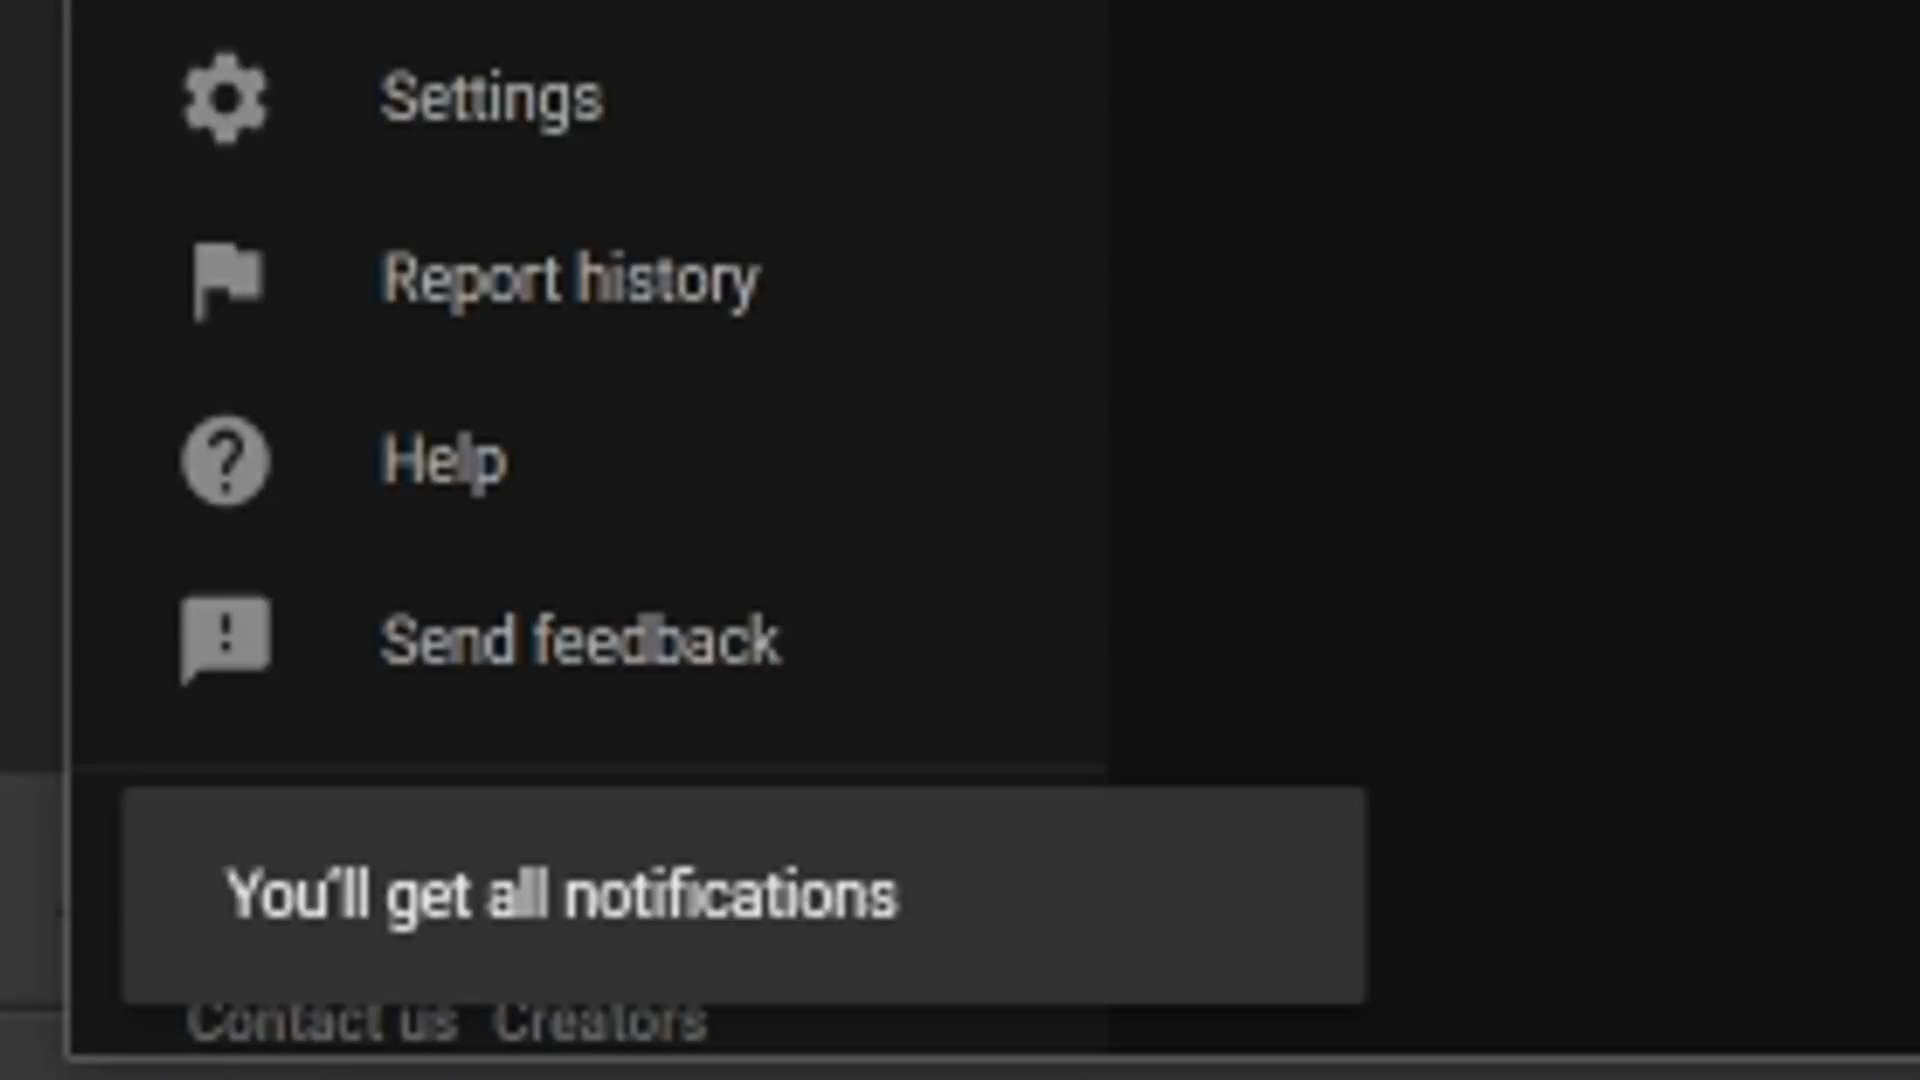 Settings
Report history
Help
Send feedback
You'll get all notifications
Contact us Creators